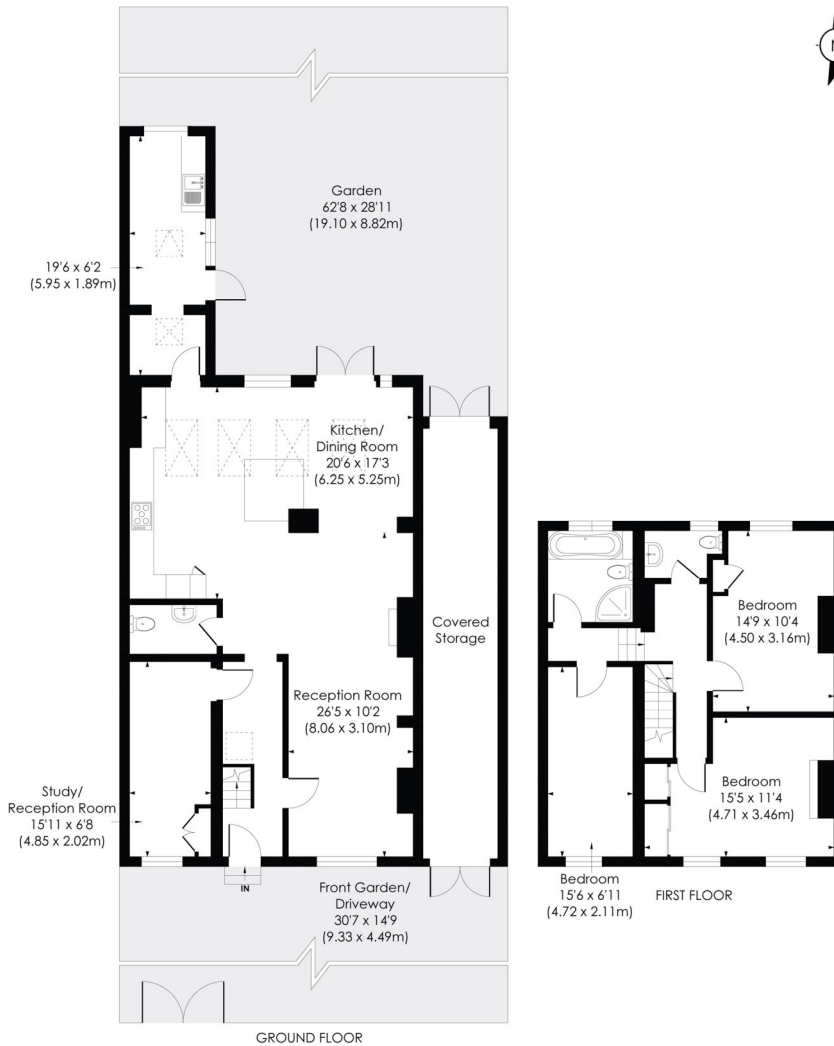 N
Garden
62'8 x 28'11
(19.10 x 8.82m)
19'6 x 6'2
(5.95 x 1.89m)
Kitchen/
Dining Room
20'6 x 17'3
(6.25 x 5.25m)
Covered
Storage
Reception Room
26'5 x 10'2
(8.06 x 3.10m)
Study/
Reception Room
15'11 x 6'8
(4.85 x 2.02m)
IN
Front Garden/
Driveway
30'7 x 14'9
(9.33 x 4.49m)
GROUND FLOOR
Bedroom
14'9 x 10'4
(4.50 x 3.16m)
Bedroom
15'5 x 11'4
(4.71 x 3.46m)
Bedroom
15'6 x 6'11
(4.72 x 2.11m)
FIRST FLOOR